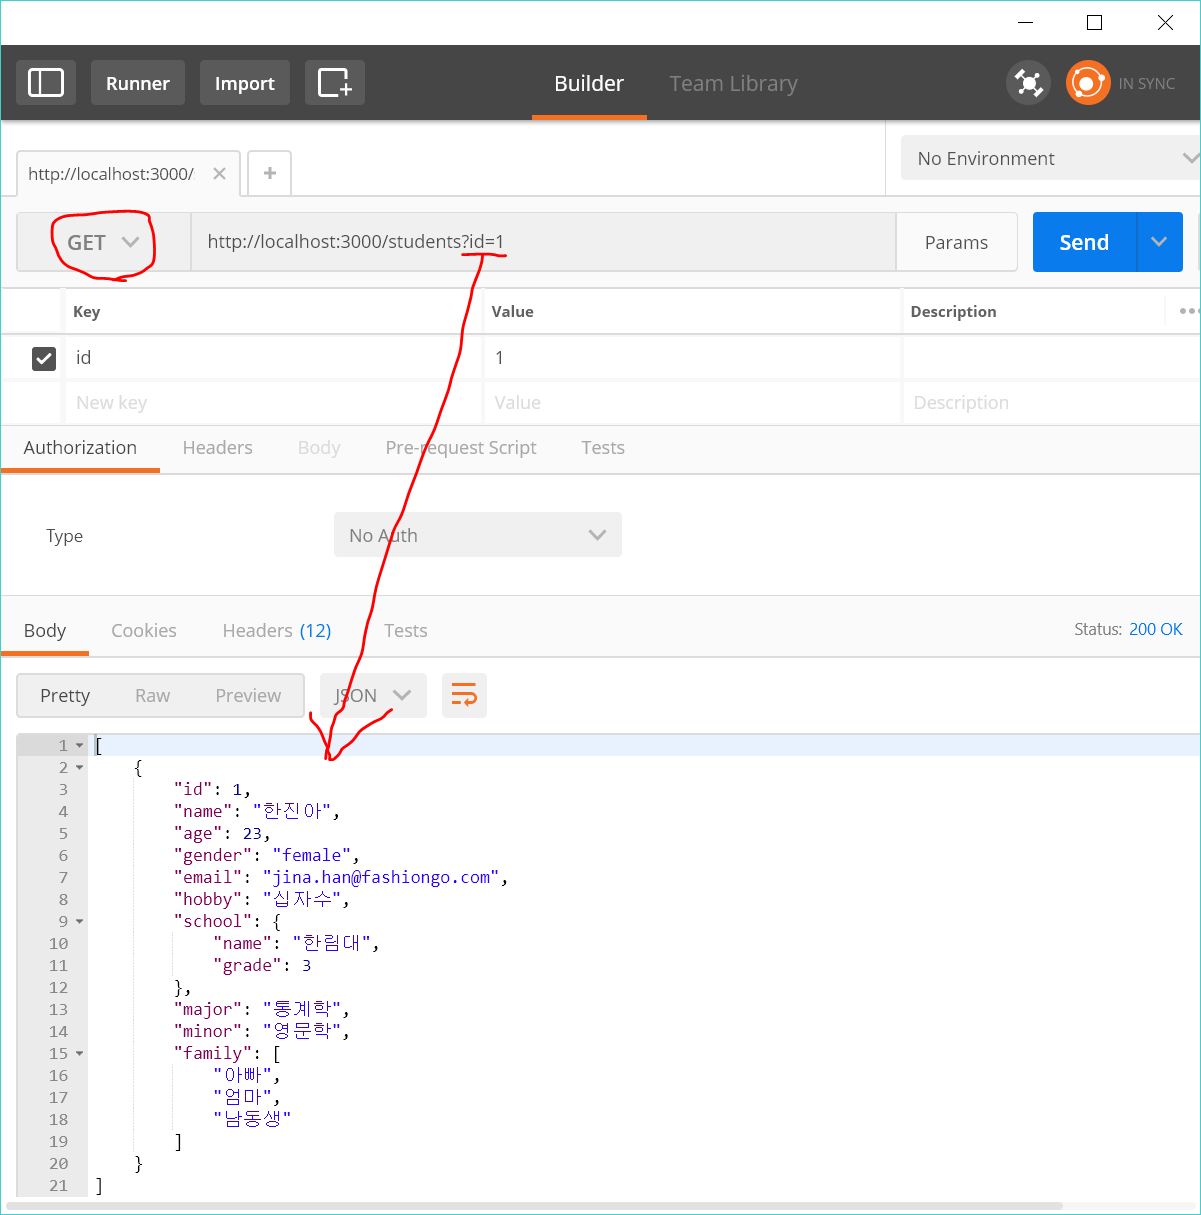 Runner Import Builder Team Library IN SYNC
http://localhost:3000/ No Environment
GET http://localhost:3000/students?id=1 Params Send
Key Value Description
id 1
New key Value Description
Authorization Headers Body Pre-request Script Tests
Type No Auth
Body Cookies Headers (12) Tests Status: 200 OK
Pretty Raw Preview JSON
1 [
2 {
3 "id": 1,
4 "name": "한진아",
5 "age": 23,
6 "gender": "female",
7 "email": "jina.han@fashiongo.com",
8 "hobby": "십자수",
9 "school": {
10 "name": "한림대",
11 "grade": 3
12 },
13 "major": "통계학",
14 "minor": "영문학",
15 "family": [
16 "아빠",
17 "엄마",
18 "남동생"
19 ]
20 }
21 ]